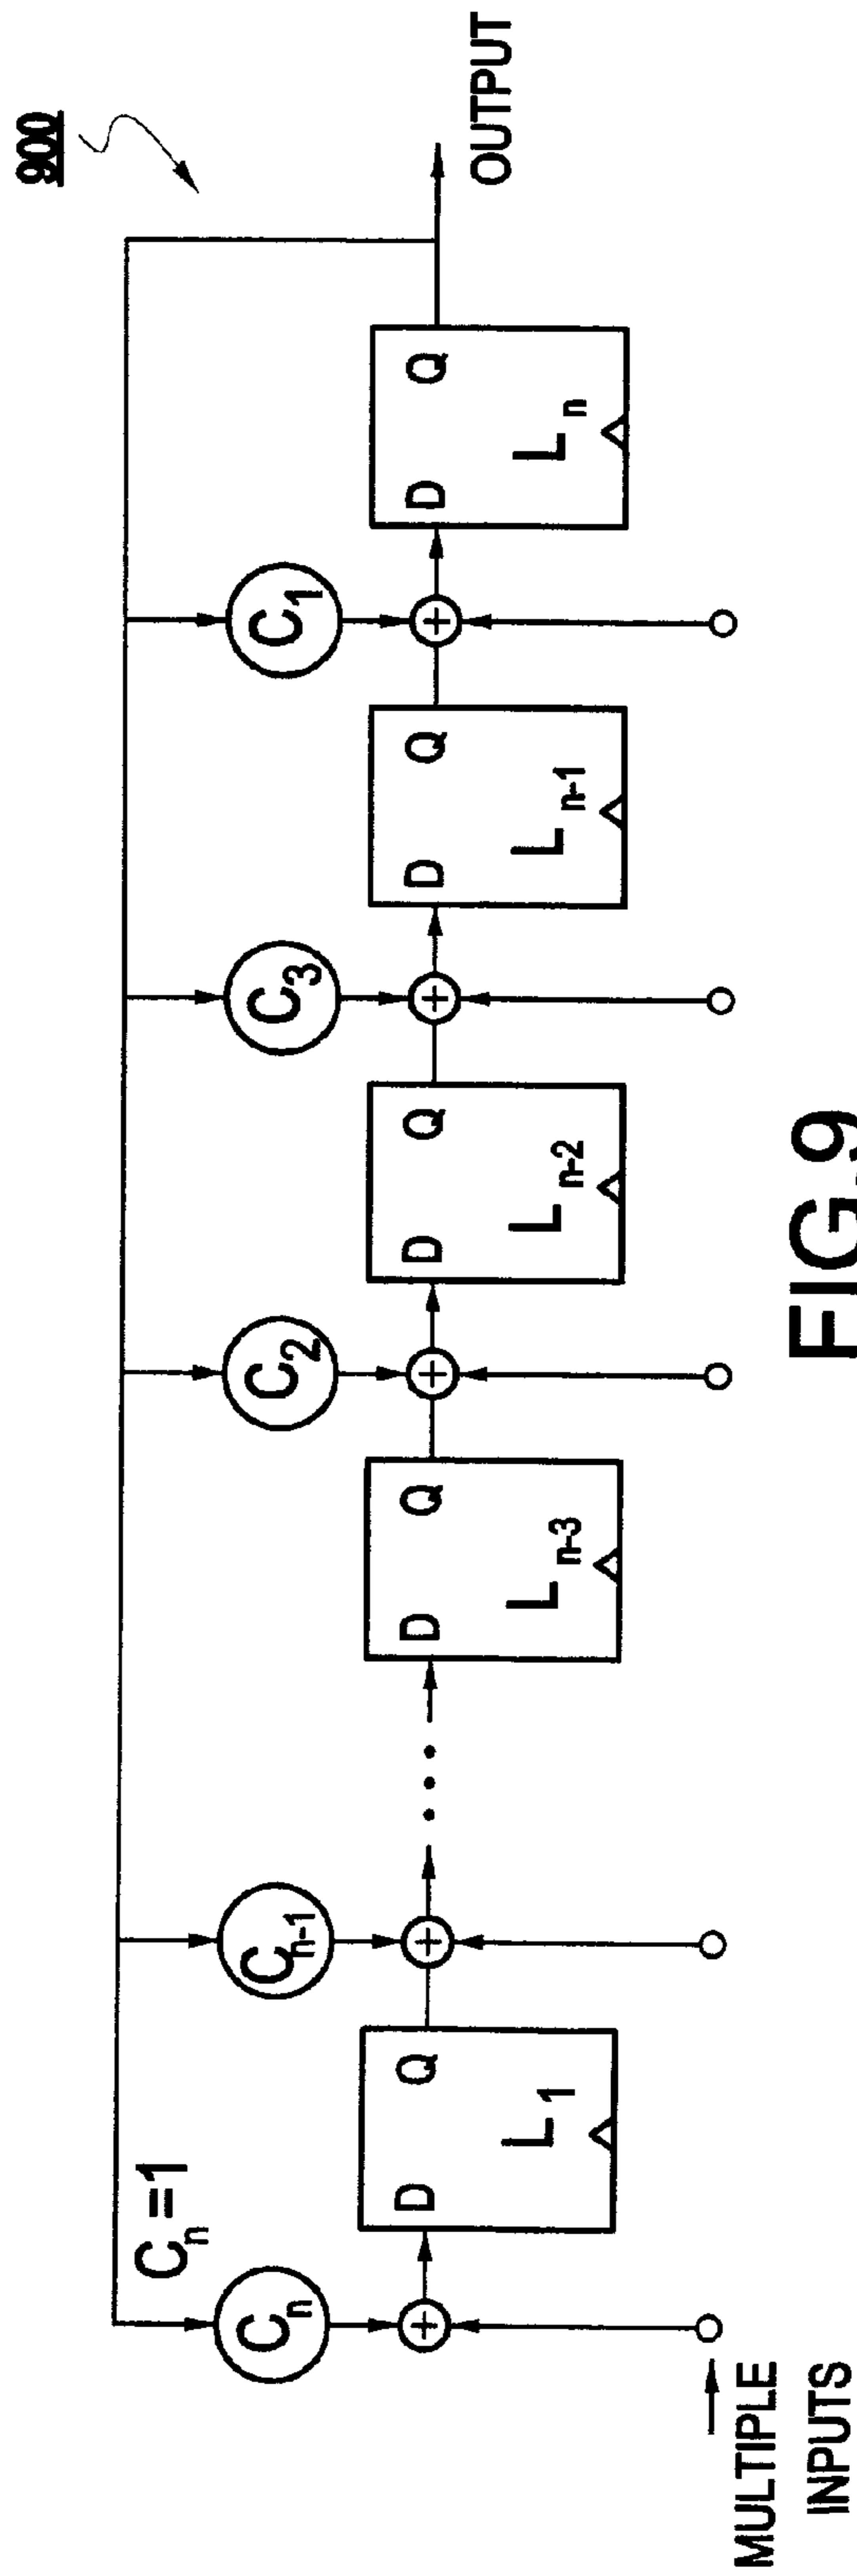 900
Cₙ=1
Cₙ
Cₙ₋₁
C₂
C₃
C₁
D Q
L₁
D Q
Lₙ₋₃
D Q
Lₙ₋₂
D Q
Lₙ₋₁
D Q
Lₙ
OUTPUT
MULTIPLE
INPUTS
FIG.9